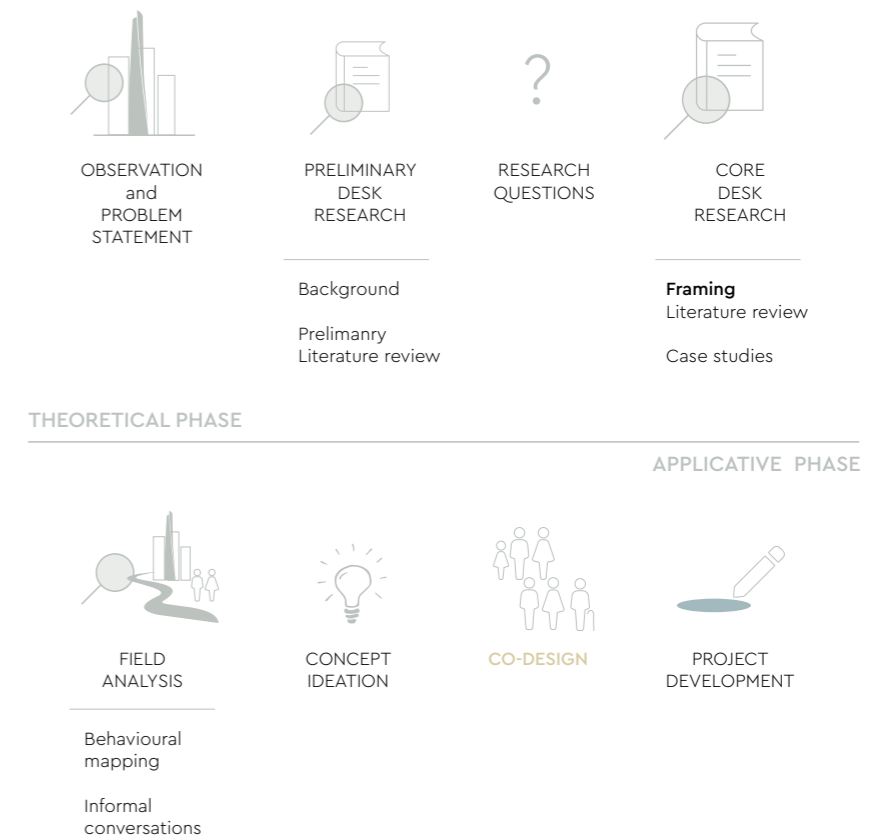 ?
OBSERVATION
and
PROBLEM
STATEMENT
PRELIMINARY
DESK
RESEARCH
RESEARCH
QUESTIONS
CORE
DESK
RESEARCH
Background
Prelimanry
Literature review
Framing
Literature review
Case studies
THEORETICAL PHASE
APPLICATIVE PHASE
FIELD
ANALYSIS
CONCEPT
IDEATION
CO-DESIGN
PROJECT
DEVELOPMENT
Behavioural
mapping
Informal
conversations